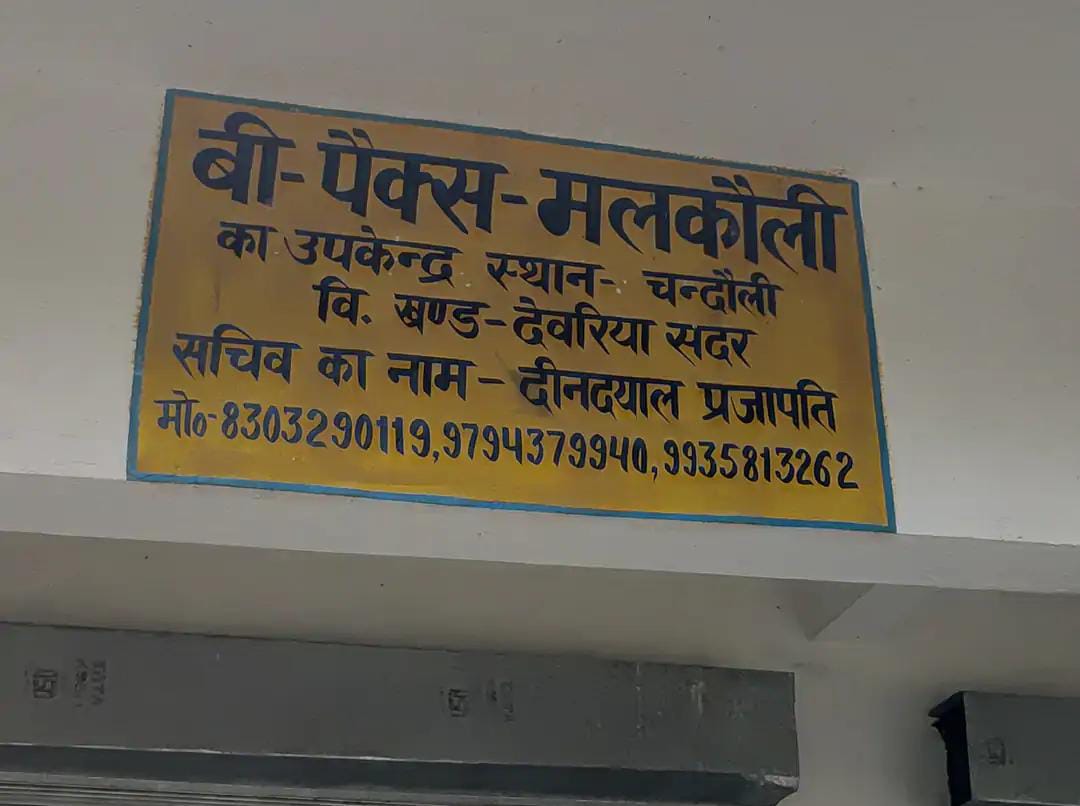 बी-पैक्स-मलकौली
का उपकेन्द्र स्थान- चन्दौली
वि. खण्ड-देवरिया सदर
सचिव का नाम- दीनदयाल प्रजापति
मो०-8303290119,9794379940,9935813262